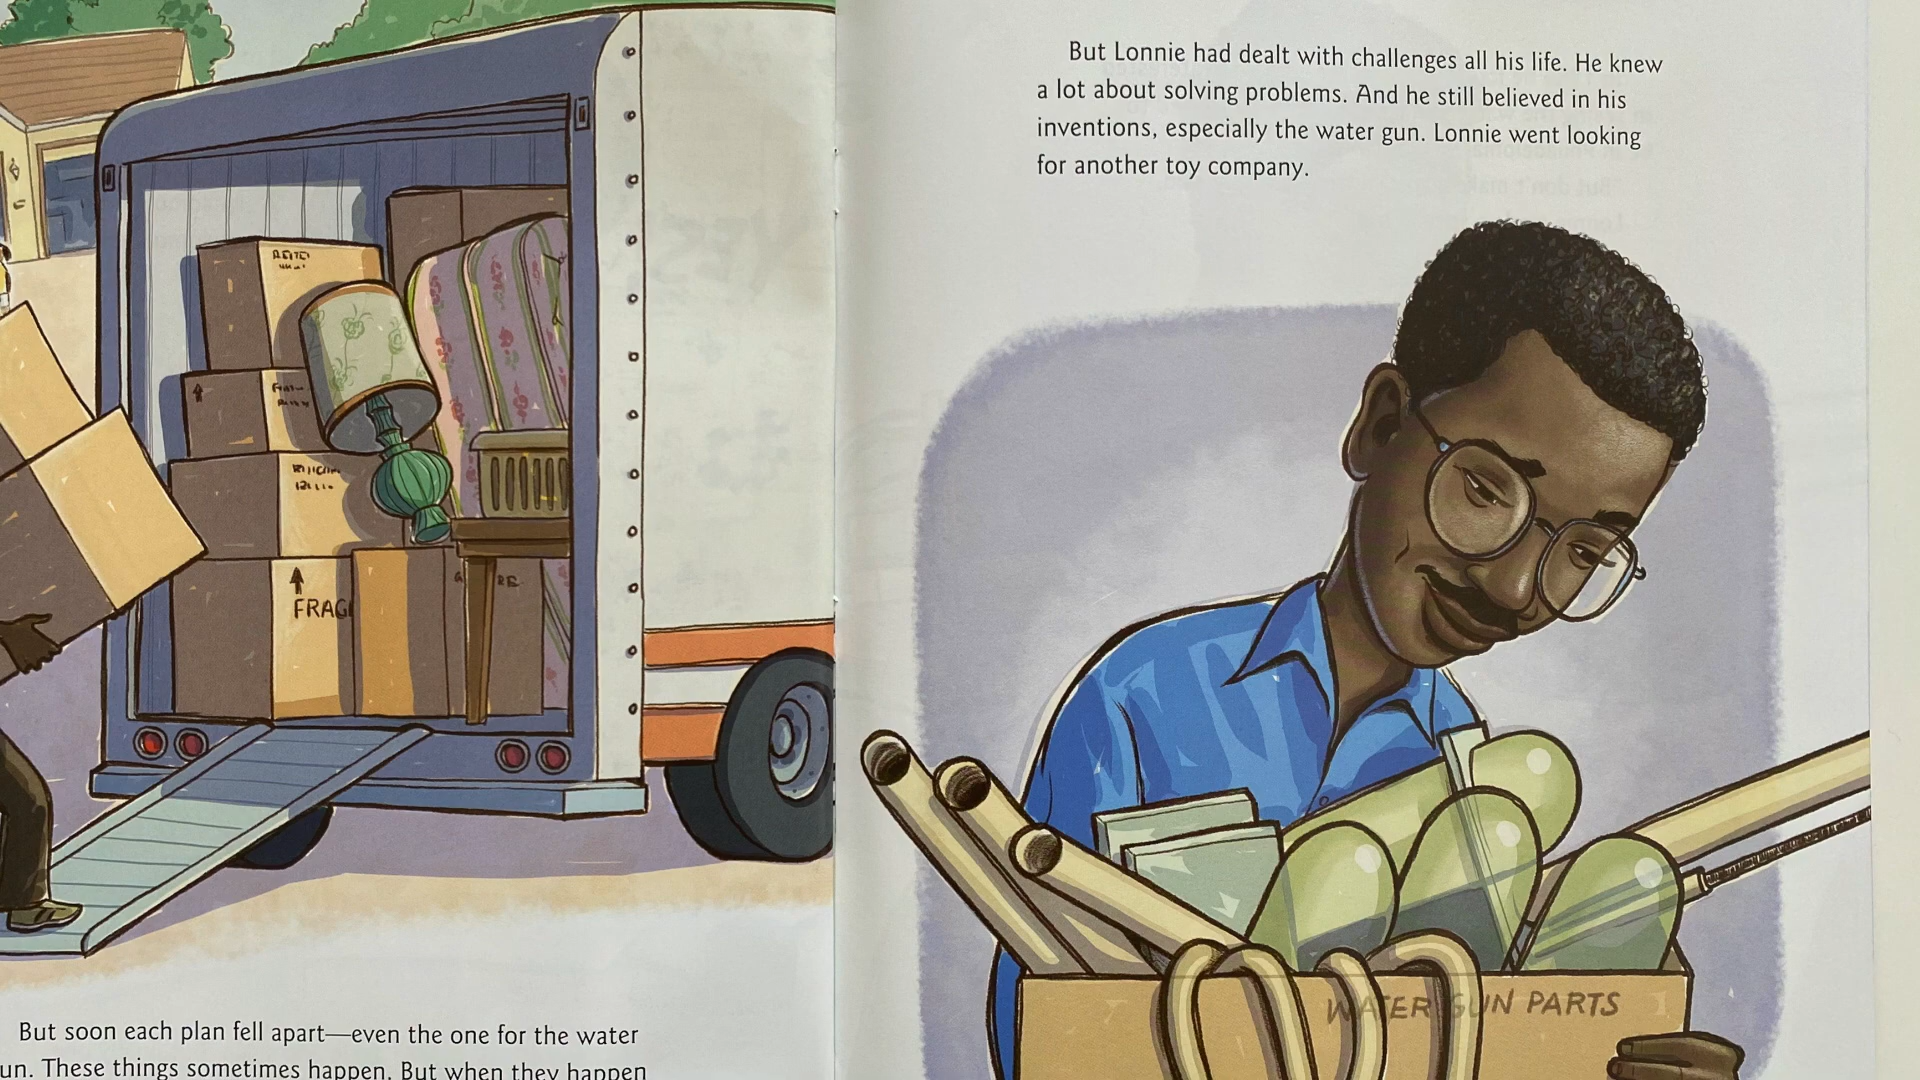 FRAGI
But soon each plan fell apart—even the one for the water
un. These things sometimes happen. But when they happen
But Lonnie had dealt with challenges all his life. He knew
a lot about solving problems. And he still believed in his
inventions, especially the water gun. Lonnie went looking
for another toy company.
WATER GUN PARTS